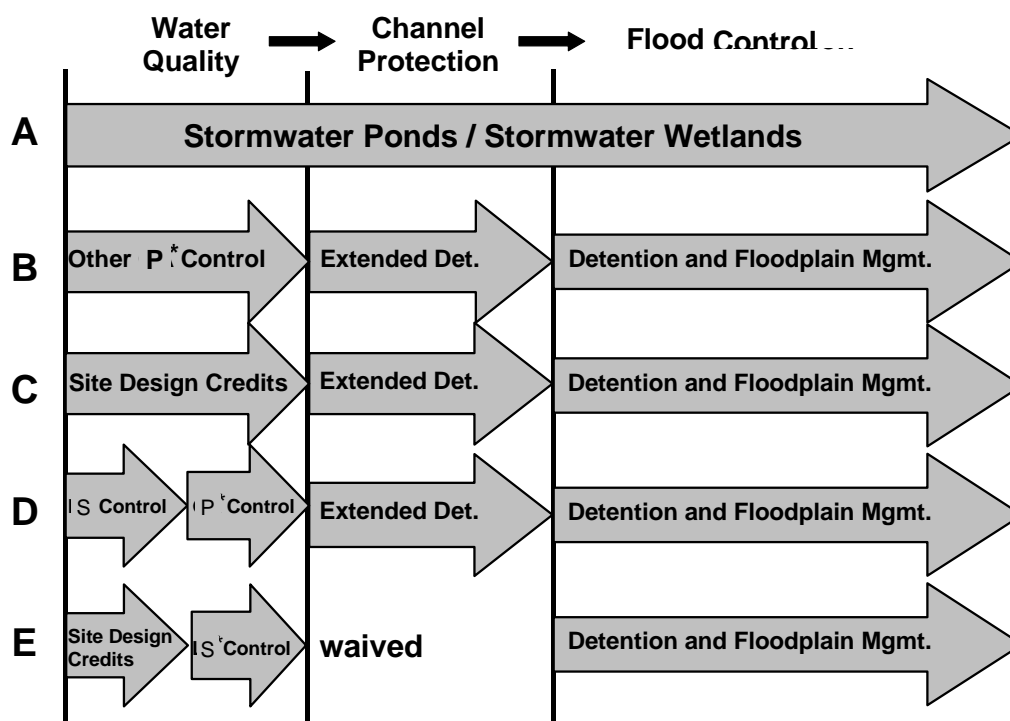 Water Quality
Channel Protection
Flood Control
A
Stormwater Ponds / Stormwater Wetlands
B
Other P* Control
Extended Det.
Detention and Floodplain Mgmt.
C
Site Design Credits
Extended Det.
Detention and Floodplain Mgmt.
D
S Control
P* Control
Extended Det.
Detention and Floodplain Mgmt.
E
Site Design
Credits
S* Control
waived
Detention and Floodplain Mgmt.